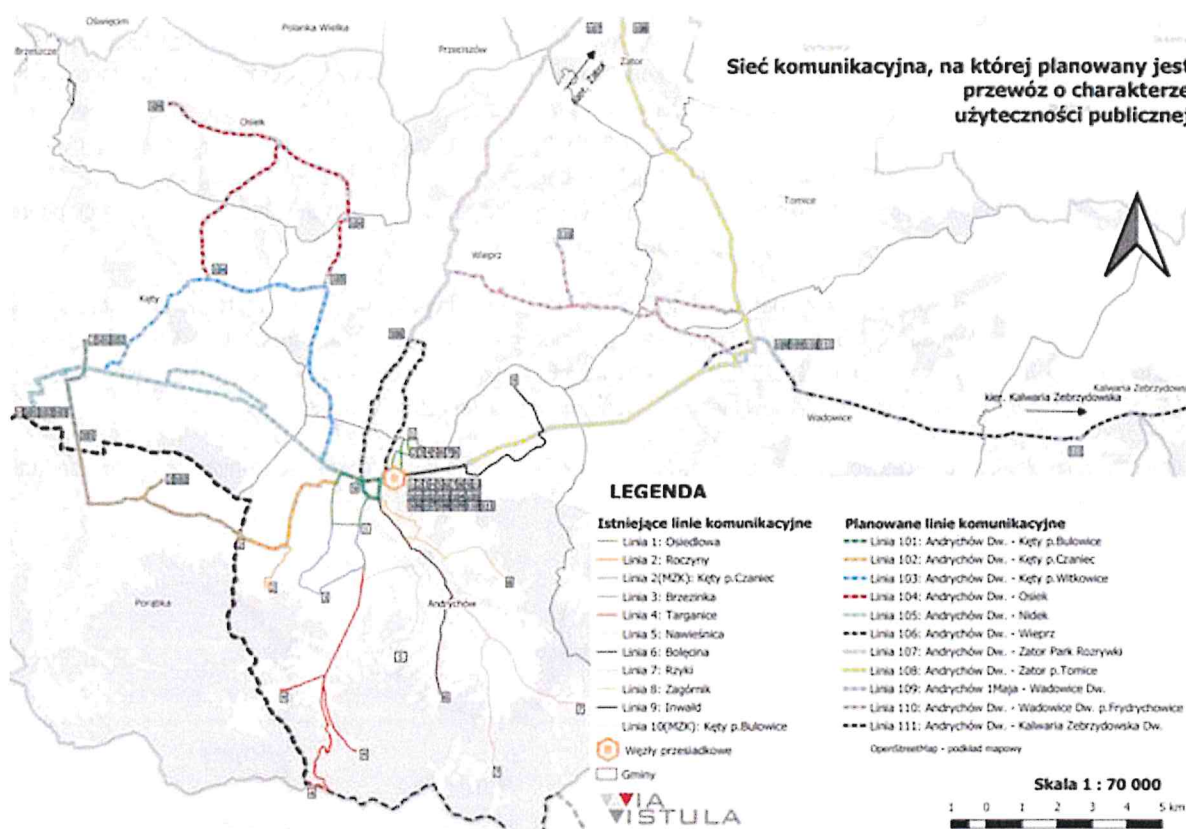 Oświęcim
Polanka Wielka
Brzeszcze
Przeciszów
Zator
kier. Zator
Sieć komunikacyjna, na której planowany jest
przewóz o charakterze
użyteczności publicznej
Osiek
Tomice
Wieprz
Kęty
Kalwaria Zebrzydows
kier. Kalwaria Zebrzydowska
Wadowice
Porąbka
Andrychów
LEGENDA
Istniejące linie komunikacyjne
Linia 1: Osiedlowa
Linia 2: Roczyny
Linia 2(MZK): Kęty p.Czaniec
Linia 3: Brzezinka
Linia 4: Targanice
Linia 5: Nawieśnica
Linia 6: Bolęcina
Linia 7: Rzyki
Linia 8: Zagórnik
Linia 9: Inwałd
Linia 10(MZK): Kęty p.Bulowice
Węzły przesiadkowe
Gminy
Planowane linie komunikacyjne
Linia 101: Andrychów Dw. - Kęty p.Bulowice
Linia 102: Andrychów Dw. - Kęty p.Czaniec
Linia 103: Andrychów Dw. - Kęty p.Witkowice
Linia 104: Andrychów Dw. - Osiek
Linia 105: Andrychów Dw. - Nidek
Linia 106: Andrychów Dw. - Wieprz
Linia 107: Andrychów Dw. - Zator Park Rozrywki
Linia 108: Andrychów Dw. - Zator p.Tomice
Linia 109: Andrychów 1Maja - Wadowice Dw.
Linia 110: Andrychów Dw. - Wadowice Dw. p.Frydrychowice
Linia 111: Andrychów Dw. - Kalwaria Zebrzydowska Dw.
OpenStreetMap - podkład mapowy
VIA
VISTULA
Skala 1 : 70 000
1 0 1 2 3 4 5 km